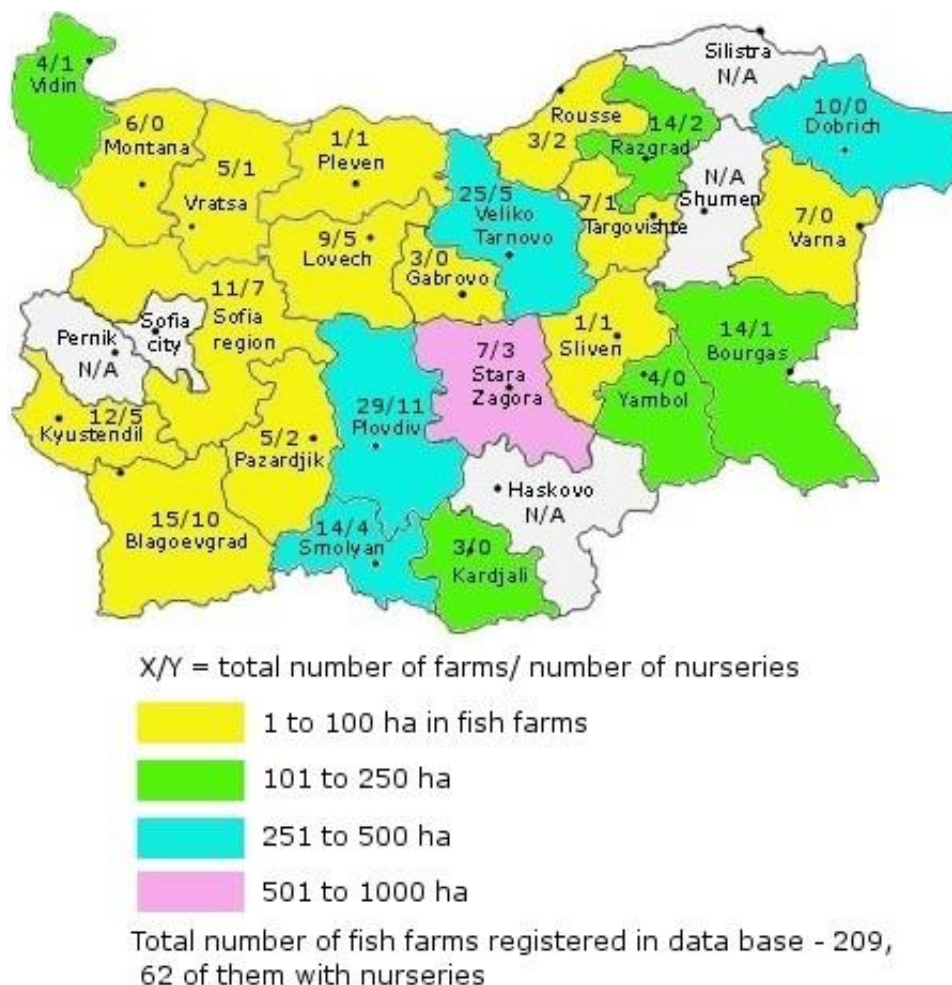 Silistra
N/A
4/1
Vidin
10/0
Dobrich
Rousse
3/2
14/2
Razgrad
6/0
Montana
1/1
Pleven
5/1
Vratsa
25/5
Veliko
Tarnovo
N/A
Shumen
7/1
Targovishte
7/0
Varna
9/5
Lovech
3/0
Gabrovo
11/7
Sofia
region
Sofia
city
Pernik
N/A
7/3
Stara
Zagora
1/1
Sliven
14/1
Bourgas
4/0
Yambol
12/5
Kyustendil
5/2
Pazardjik
29/11
Plovdiv
Haskovo
N/A
15/10
Blagoevgrad
14/4
Smolyan
3/0
Kardjali
X/Y = total number of farms/ number of nurseries
1 to 100 ha in fish farms
101 to 250 ha
251 to 500 ha
501 to 1000 ha
Total number of fish farms registered in data base - 209,
62 of them with nurseries